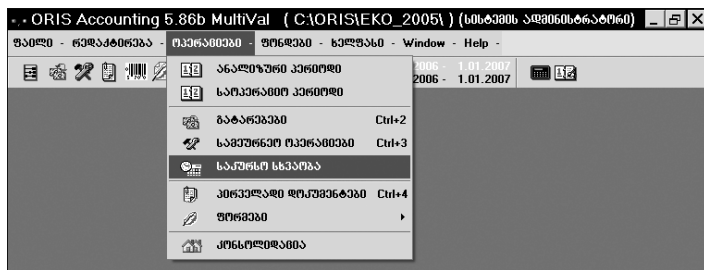 ORIS Accounting 5.86b MultiVal ( C:\ORIS\EKO_2005\ ) (სისტემის ადმინისტრატორი)
ფაილი - რედაქტირება - ოპერაციები - ფონდები - ხელფასი - Window - Help -
ანალიზური პერიოდი
2006 - 1.01.2007
2006 - 1.01.2007
საოპერაციო პერიოდი
გატარებები Ctrl+2
სამეურნეო ოპერაციები Ctrl+3
საკურსო სხვაობა
პირველადი დოკუმენტები Ctrl+4
ფორმები
კონსოლიდაცია